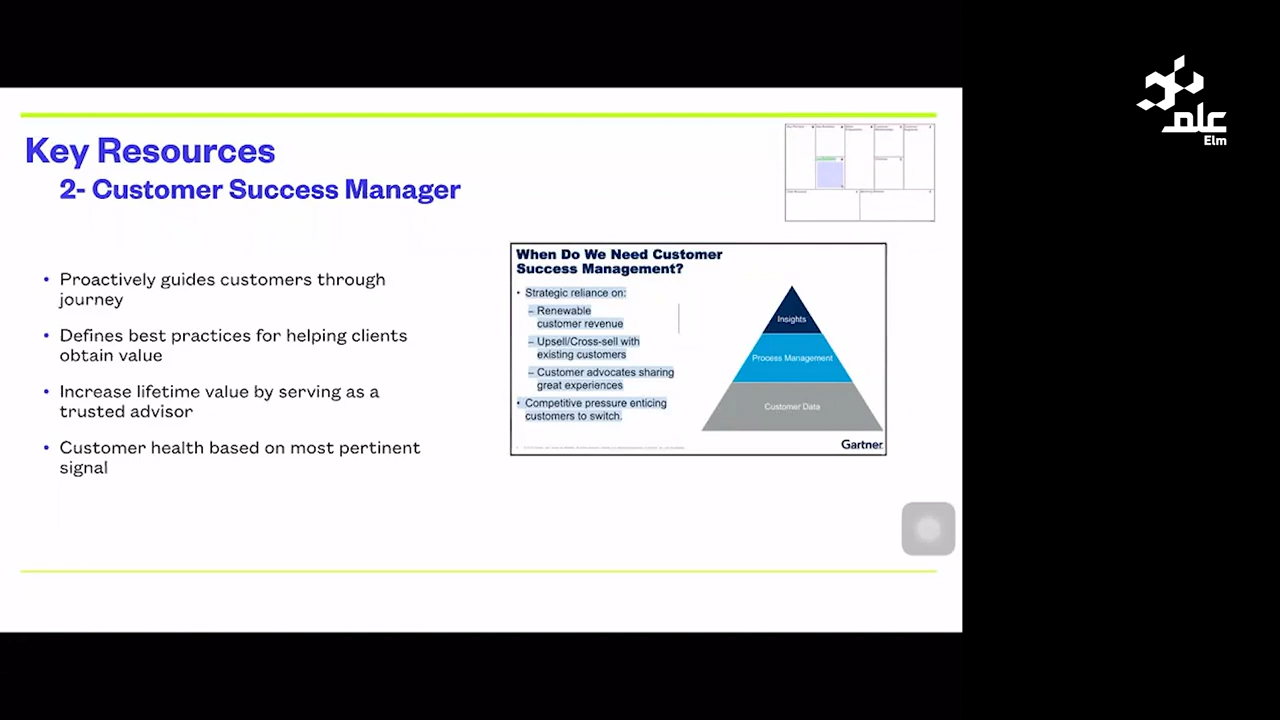 علم
Elm
Key Resources
2- Customer Success Manager
• Proactively guides customers through
journey
• Defines best practices for helping clients
obtain value
• Increase lifetime value by serving as a
trusted advisor
• Customer health based on most pertinent
signal
When Do We Need Customer
Success Management?
• Strategic reliance on:
– Renewable
customer revenue
– Upsell/Cross-sell with
existing customers
– Customer advocates sharing
great experiences
• Competitive pressure enticing
customers to switch.
Insights
Process Management
Customer Data
Gartner